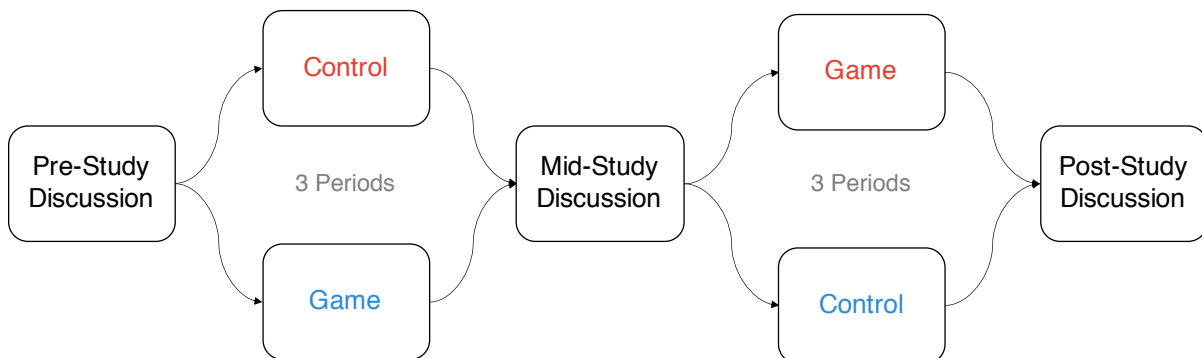 Pre-Study
Discussion
Control
3 Periods
Game
Mid-Study
Discussion
Game
3 Periods
Control
Post-Study
Discussion